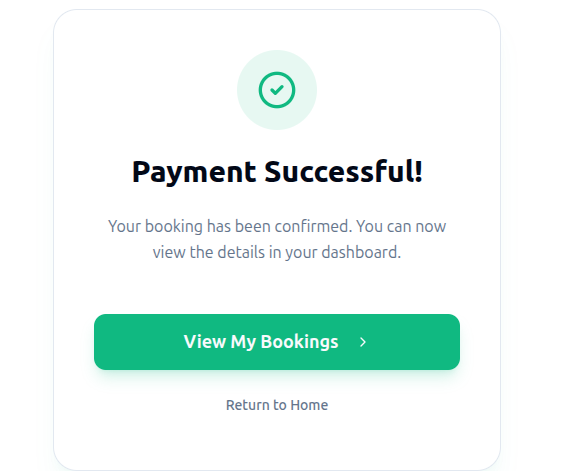 Payment Successful!
Your booking has been confirmed. You can now
view the details in your dashboard.
View My Bookings
Return to Home